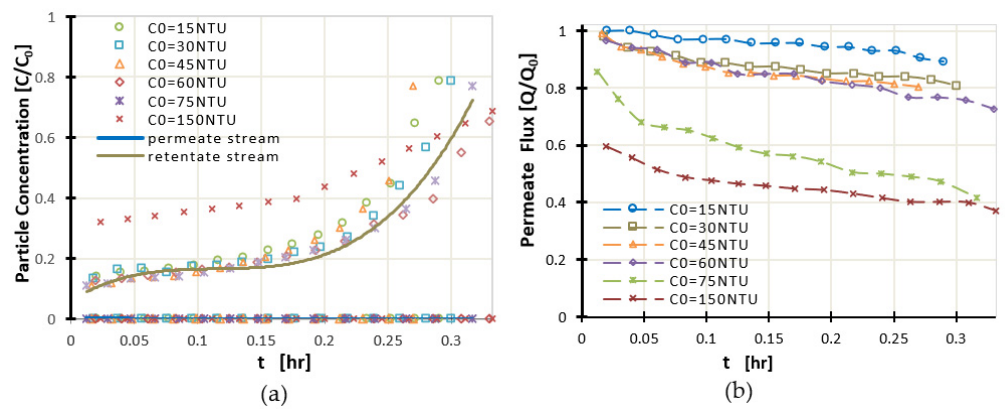 (a)
Particle Concentration [C/C0]
1
0.8
0.6
0.4
0.2
0
C0=15NTU
C0=30NTU
C0=45NTU
C0=60NTU
C0=75NTU
C0=150NTU
permeate stream
retentate stream
0 0.05 0.1 0.15 0.2 0.25 0.3
t [hr]
(a)
Permeate Flux [Q/Q0]
1
0.8
0.6
0.4
0.2
0
C0=15NTU
C0=30NTU
C0=45NTU
C0=60NTU
C0=75NTU
C0=150NTU
0 0.05 0.1 0.15 0.2 0.25 0.3
t [hr]
(b)